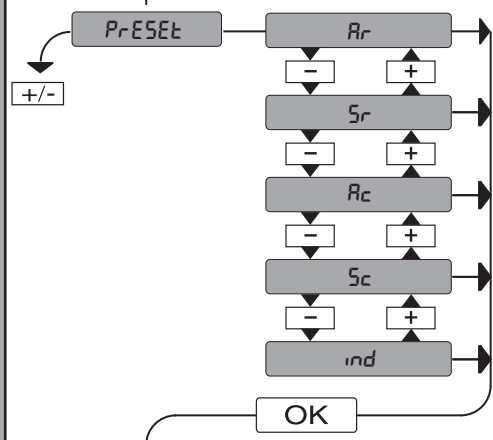 PrESEt
Ar
+/-
- +
Sr
- +
Ac
- +
Sc
- +
ind
OK